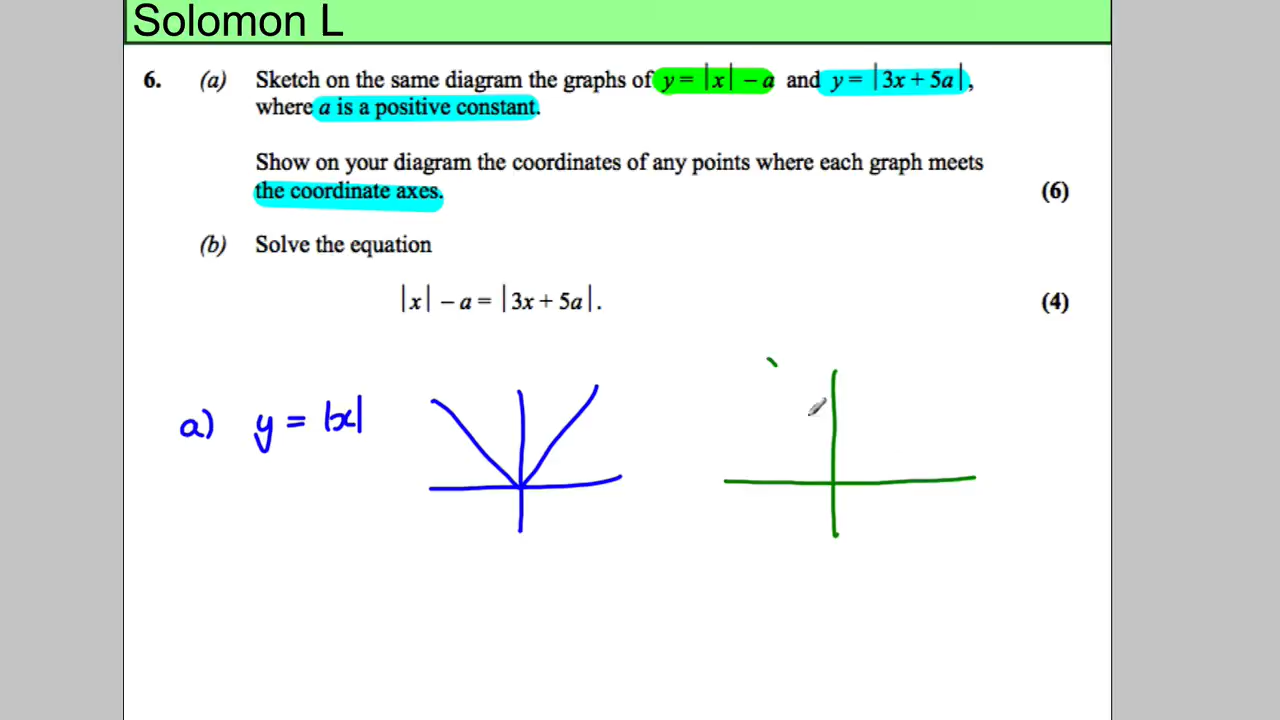 Solomon L
6. (a) Sketch on the same diagram the graphs of y = |x| − a and y = |3x + 5a|,
where a is a positive constant.
Show on your diagram the coordinates of any points where each graph meets
the coordinate axes. (6)
(b) Solve the equation
|x| − a = |3x + 5a|. (4)
a) y = |x|